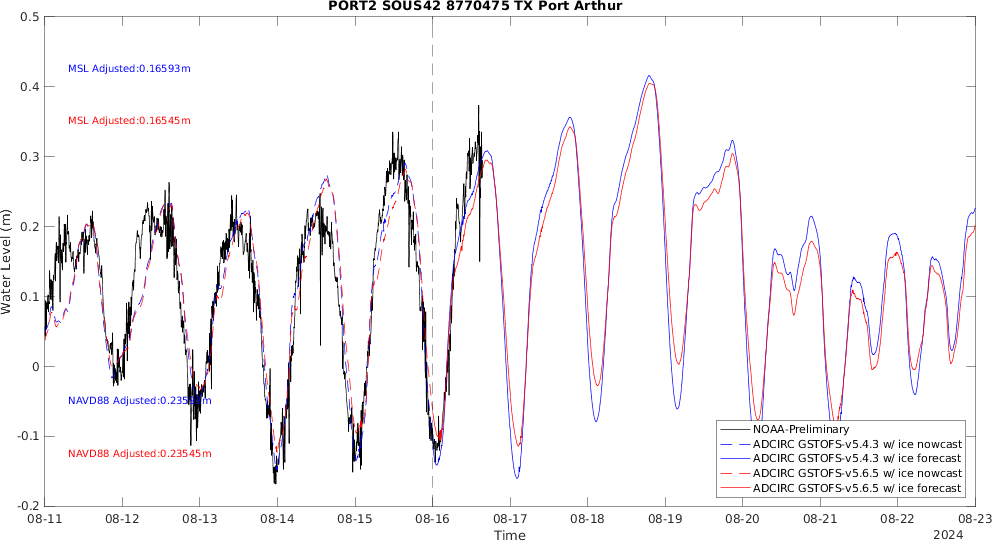 PORT2 SOUS42 8770475 TX Port Arthur
0.5
MSL Adjusted:0.16593m
0.4
MSL Adjusted:0.16545m
0.3
0.2
Water Level (m)
0.1
0
NAVD88 Adjusted:0.235
-0.1
NAVD88 Adjusted:0.23545m
NOAA-Preliminary
ADCIRC GSTOFS-v5.4.3 w/ ice nowcast
ADCIRC GSTOFS-v5.4.3 w/ ice forecast
ADCIRC GSTOFS-v5.6.5 w/ ice nowcast
ADCIRC GSTOFS-v5.6.5 w/ ice forecast
-0.2
08-11 08-12 08-13 08-14 08-15 08-16 08-17 08-18 08-19 08-20 08-21 08-22 08-23
Time
2024